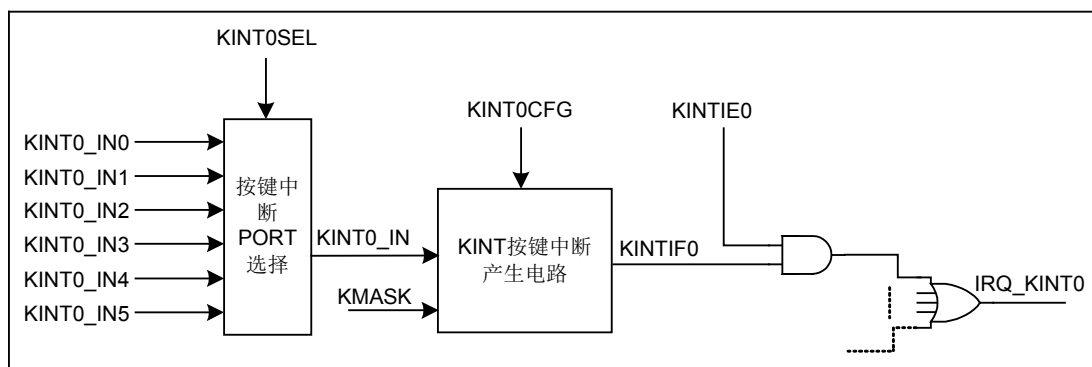 KINT0SEL
KINT0CFG
KINTIE0
KINT0_IN0
KINT0_IN1
KINT0_IN2
KINT0_IN3
KINT0_IN4
KINT0_IN5
按键中
断
PORT
选择
KINT0_IN
KMASK
KINT按键中断
产生电路
KINTIF0
IRQ_KINT0